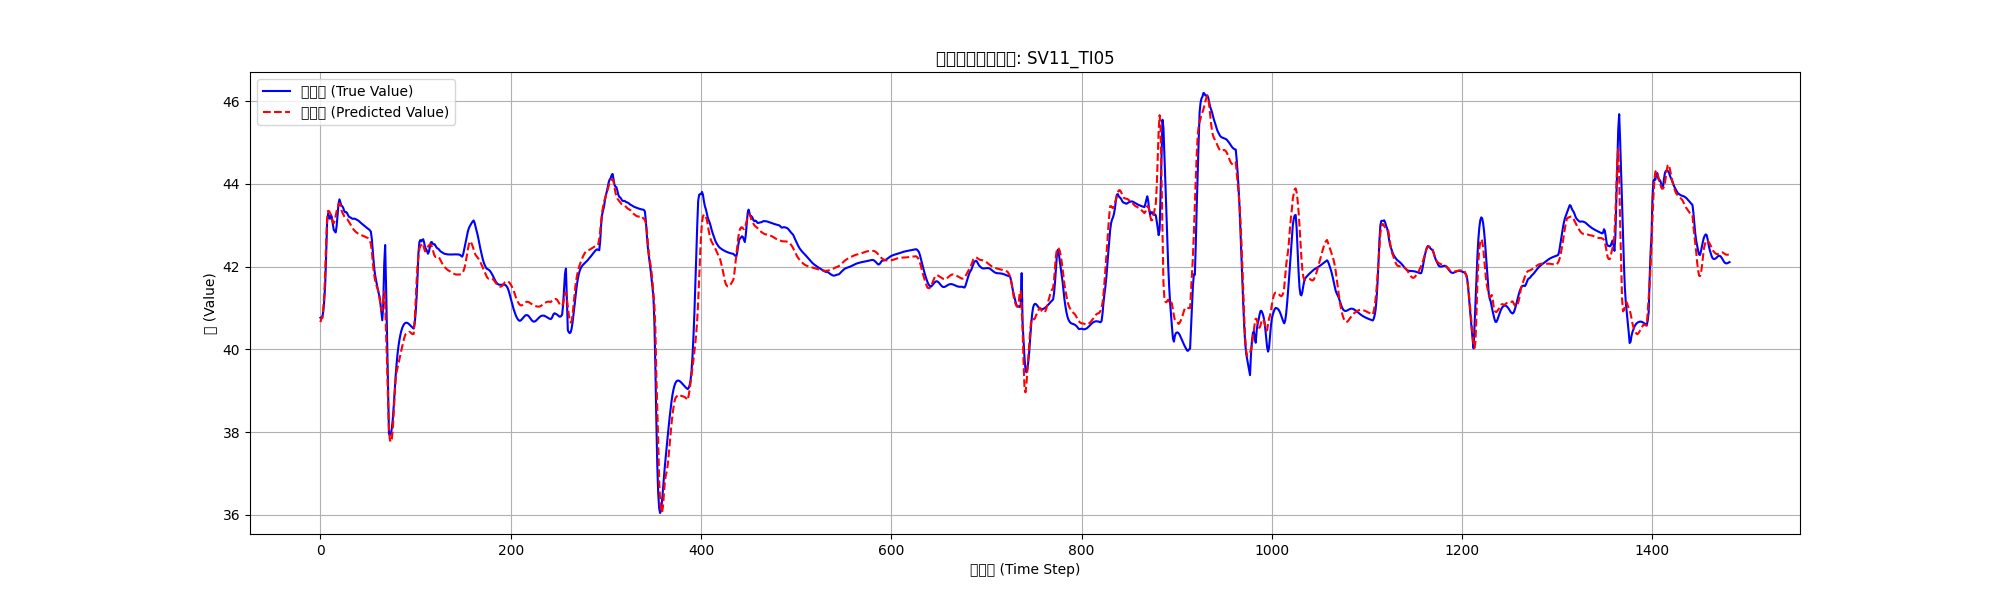 : SV11_TI05
(True Value)
(Predicted Value)
46
44
42
40
38
36
(Value)
0 200 400 600 800 1000 1200 1400
(Time Step)